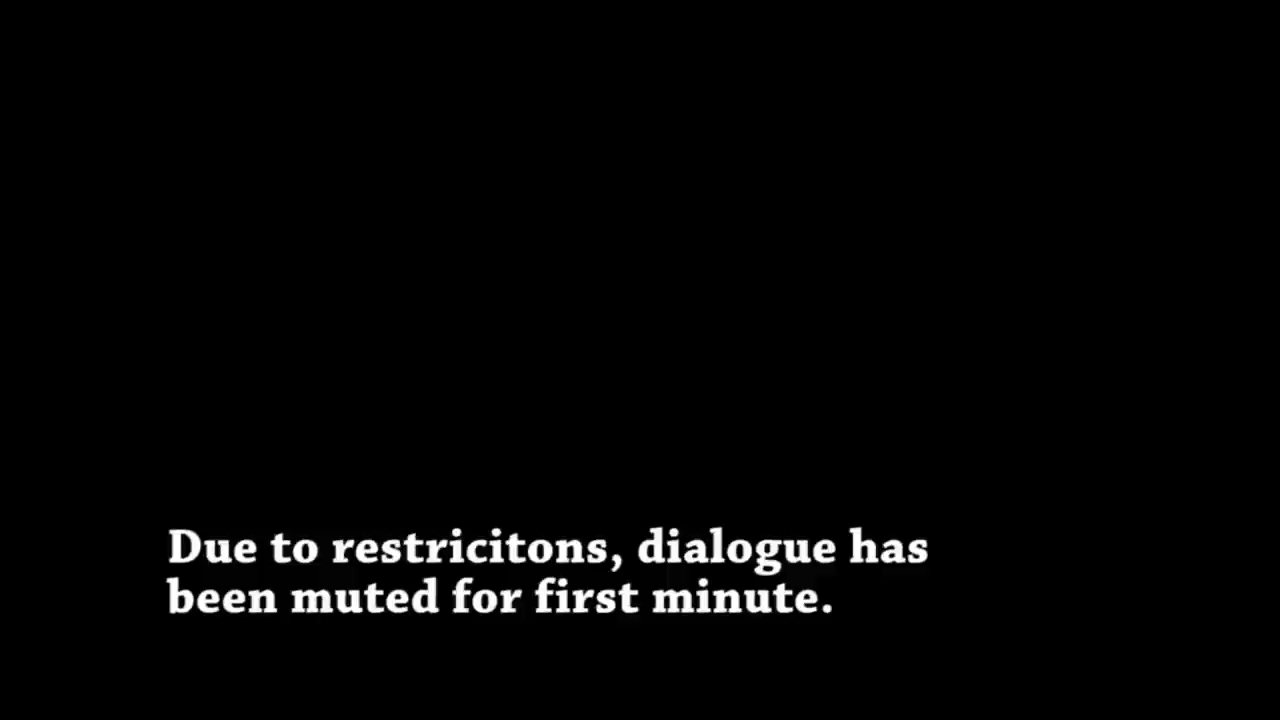 Due to restricitons, dialogue has
been muted for first minute.